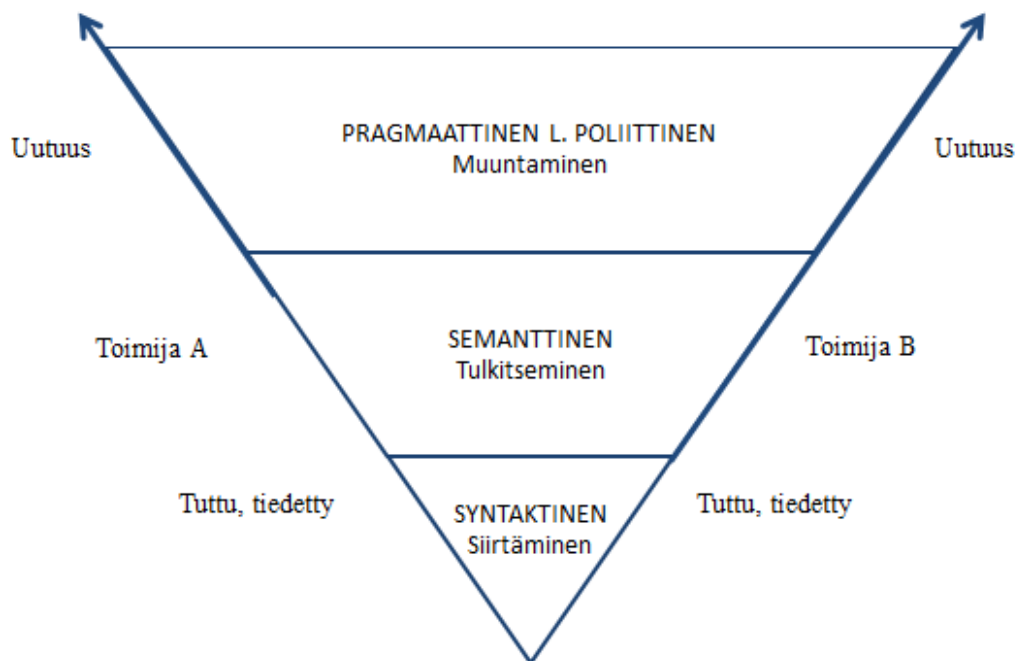 PRAGMAATTINEN L. POLIITTINEN
Muuntaminen
Uutuus
Uutuus
SEMANTTINEN
Tulkitseminen
Toimija A
Toimija B
Tuttu, tiedetty
Tuttu, tiedetty
SYNTAKTINEN
Siirtäminen